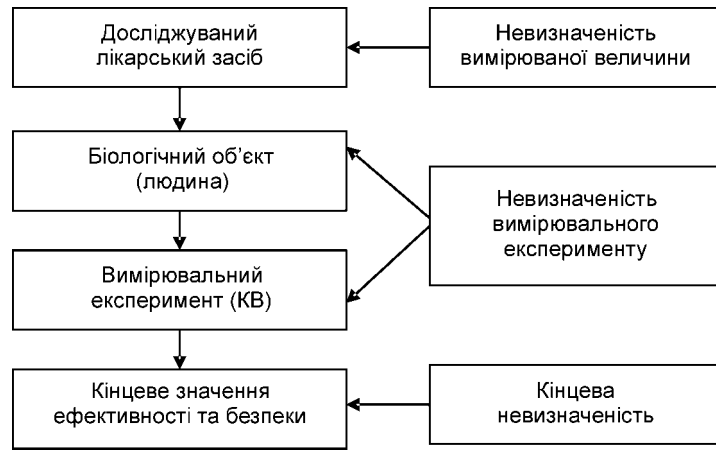 Досліджуваний
лікарський засіб
Невизначеність
вимірюваної величини
Біологічний об’єкт
(людина)
Невизначеність
вимірювального
експерименту
Вимірювальний
експеримент (КВ)
Кінцеве значення
ефективності та безпеки
Кінцева
невизначеність